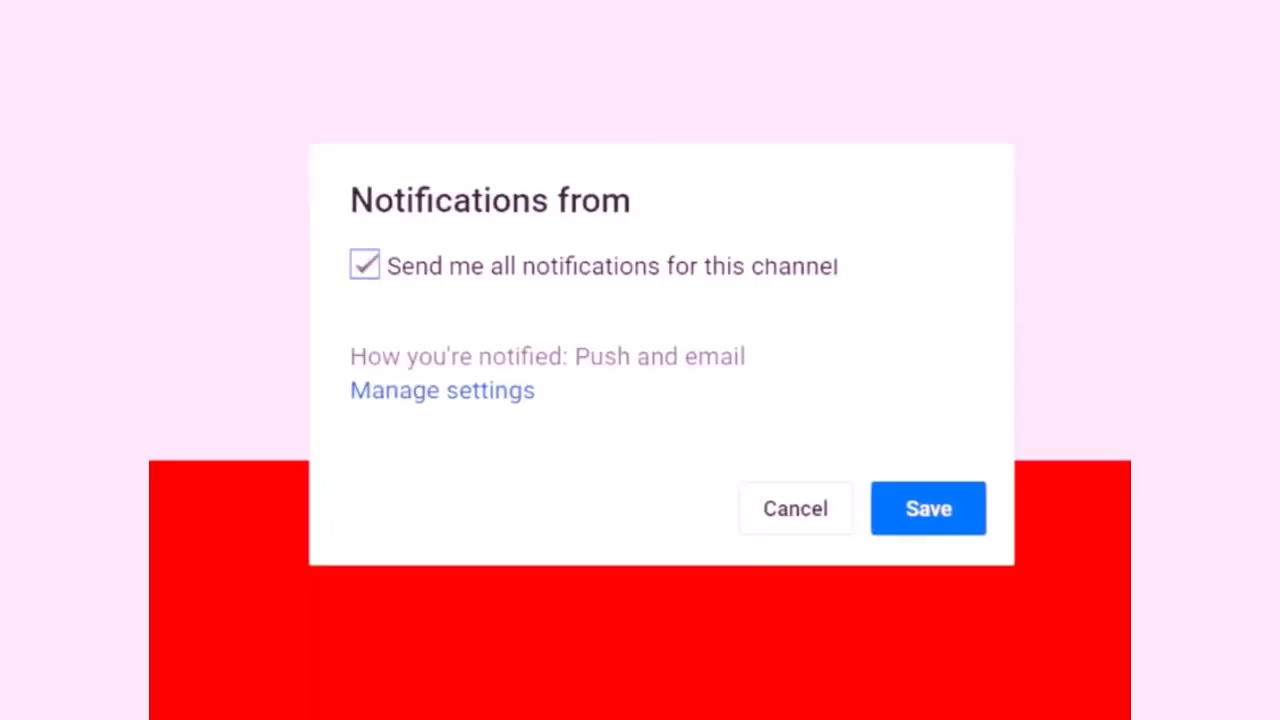 Notifications from
Send me all notifications for this channel
How you're notified: Push and email
Manage settings
Cancel
Save